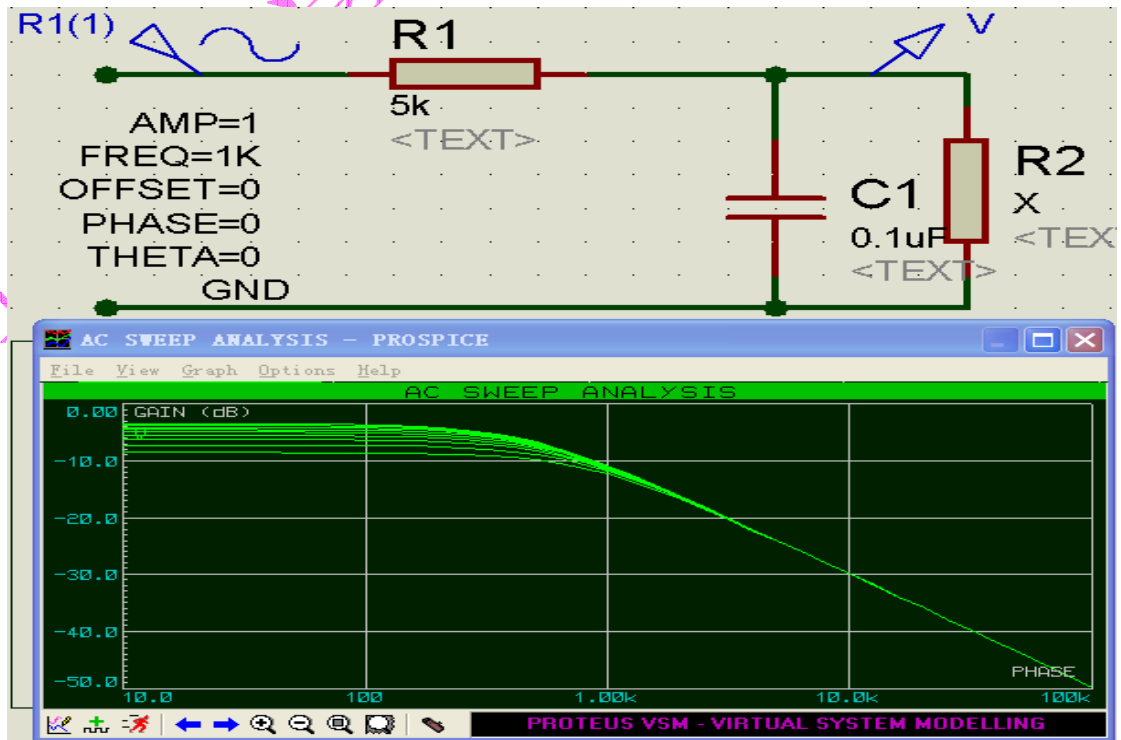 R1(1)
R1
V
5k
<TEXT>
AMP=1
FREQ=1K
OFFSET=0
PHASE=0
THETA=0
GND
C1
0.1uF
<TEXT>
R2
X
<TEX
AC SWEEP ANALYSIS - PROSPICE
File View Graph Options Help
AC SWEEP ANALYSIS
0.00
GAIN (dB)
-10.0
-20.0
-30.0
-40.0
-50.0
PHASE
10.0 100 1.00k 10.0k 100k
PROTEUS VSM - VIRTUAL SYSTEM MODELLING